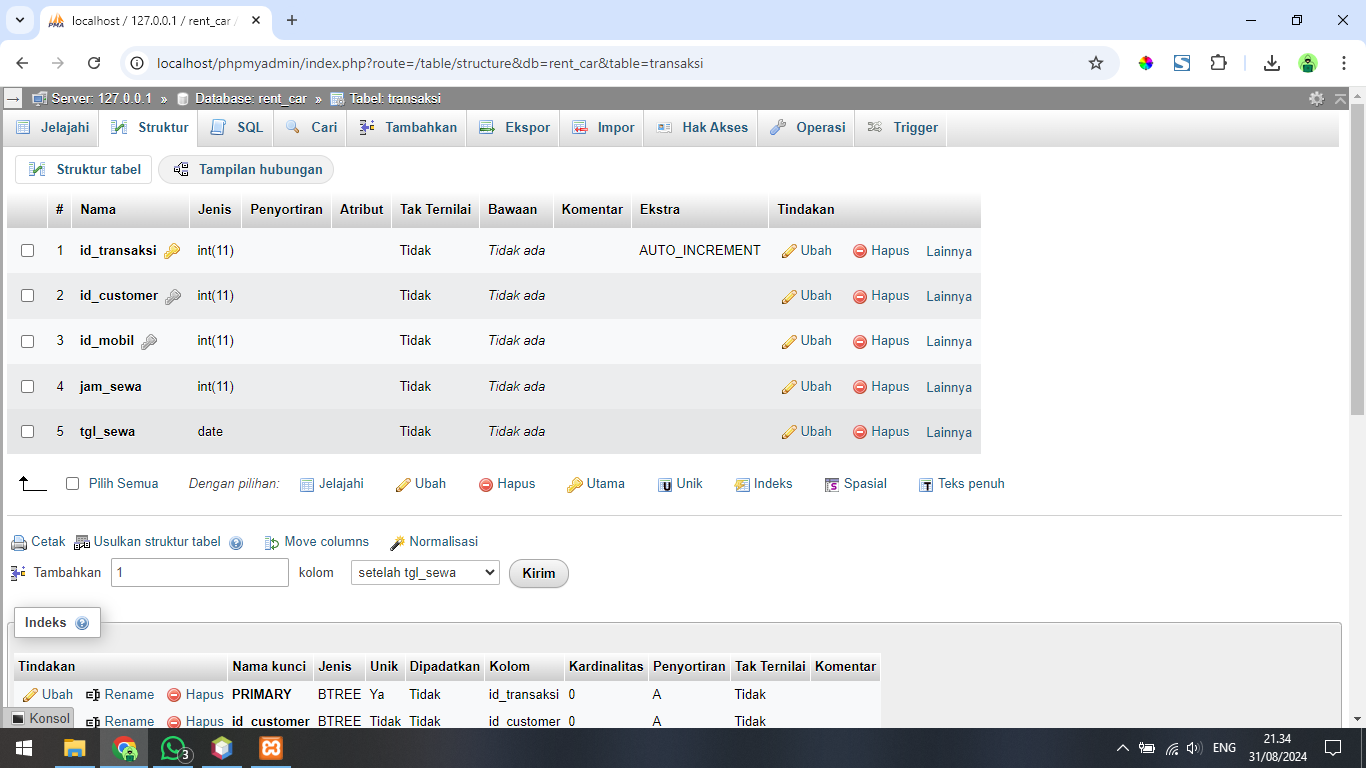 localhost / 127.0.0.1 / rent_car /
localhost/phpmyadmin/index.php?route=/table/structure&db=rent_car&table=transaksi
Server: 127.0.0.1 » Database: rent_car » Tabel: transaksi
Jelajahi Struktur SQL Cari Tambahkan Ekspor Impor Hak Akses Operasi Trigger
Struktur tabel Tampilan hubungan
# Nama Jenis Penyortiran Atribut Tak Ternilai Bawaan Komentar Ekstra Tindakan
1 id_transaksi int(11) Tidak Tidak ada AUTO_INCREMENT Ubah Hapus Lainnya
2 id_customer int(11) Tidak Tidak ada Ubah Hapus Lainnya
3 id_mobil int(11) Tidak Tidak ada Ubah Hapus Lainnya
4 jam_sewa int(11) Tidak Tidak ada Ubah Hapus Lainnya
5 tgl_sewa date Tidak Tidak ada Ubah Hapus Lainnya
Pilih Semua Dengan pilihan: Jelajahi Ubah Hapus Utama Unik Indeks Spasial Teks penuh
Cetak Usulkan struktur tabel Move columns Normalisasi
Tambahkan 1 kolom setelah tgl_sewa Kirim
Indeks
Tindakan Nama kunci Jenis Unik Dipadatkan Kolom Kardinalitas Penyortiran Tak Ternilai Komentar
Ubah Rename Hapus PRIMARY BTREE Ya Tidak id_transaksi 0 A Tidak
Konsol Rename Hapus id_customer BTREE Tidak Tidak id_customer 0 A Tidak
3 ENG 21.34
31/08/2024